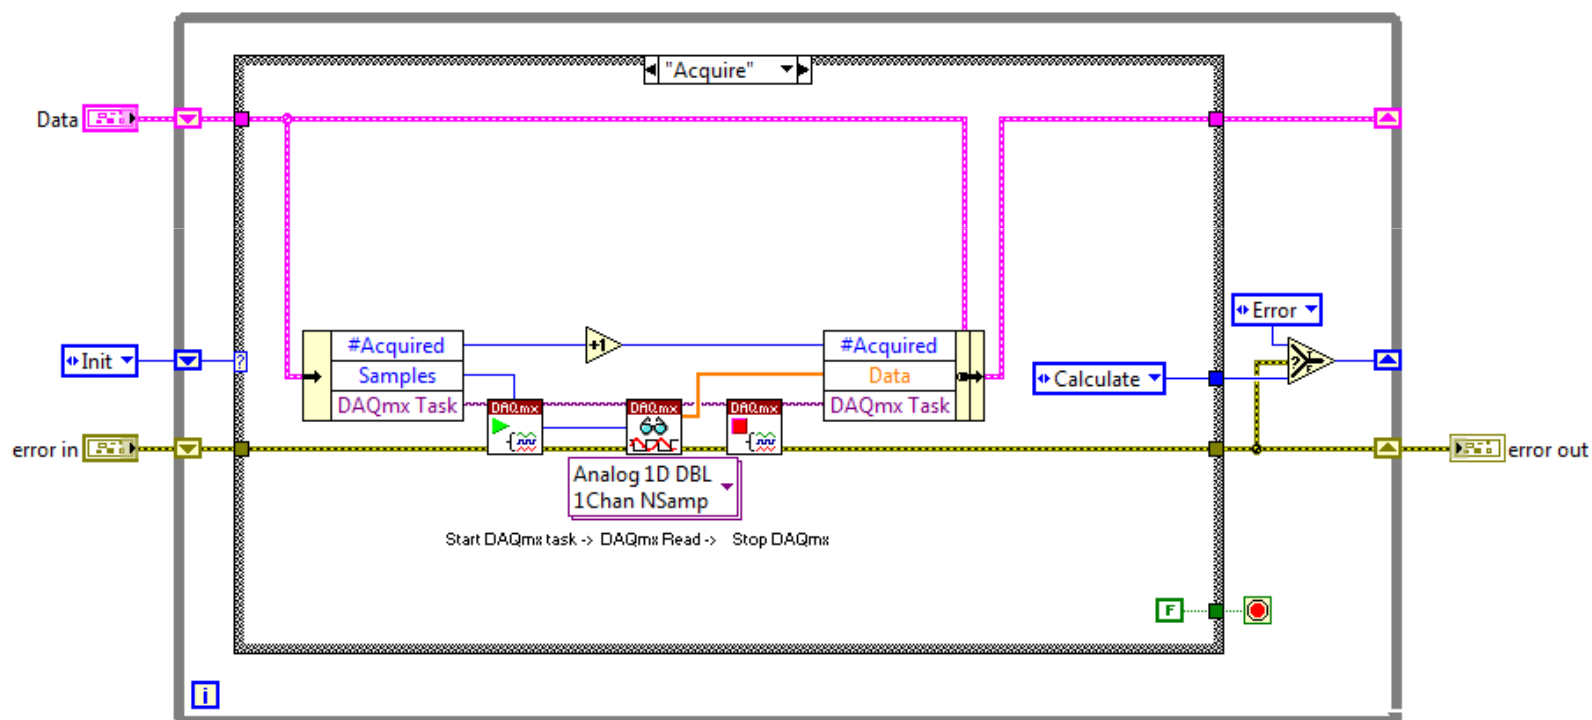 "Acquire"
Data
Error
#Acquired
+1
#Acquired
Init
?
Samples
Data
Calculate
?
T
F
DAQmx Task
DAQmx Task
DAQmx
DAQmx
DAQmx
error in
error out
Analog 1D DBL
1Chan NSamp
Start DAQmx task -> DAQmx Read -> Stop DAQmx
F
i